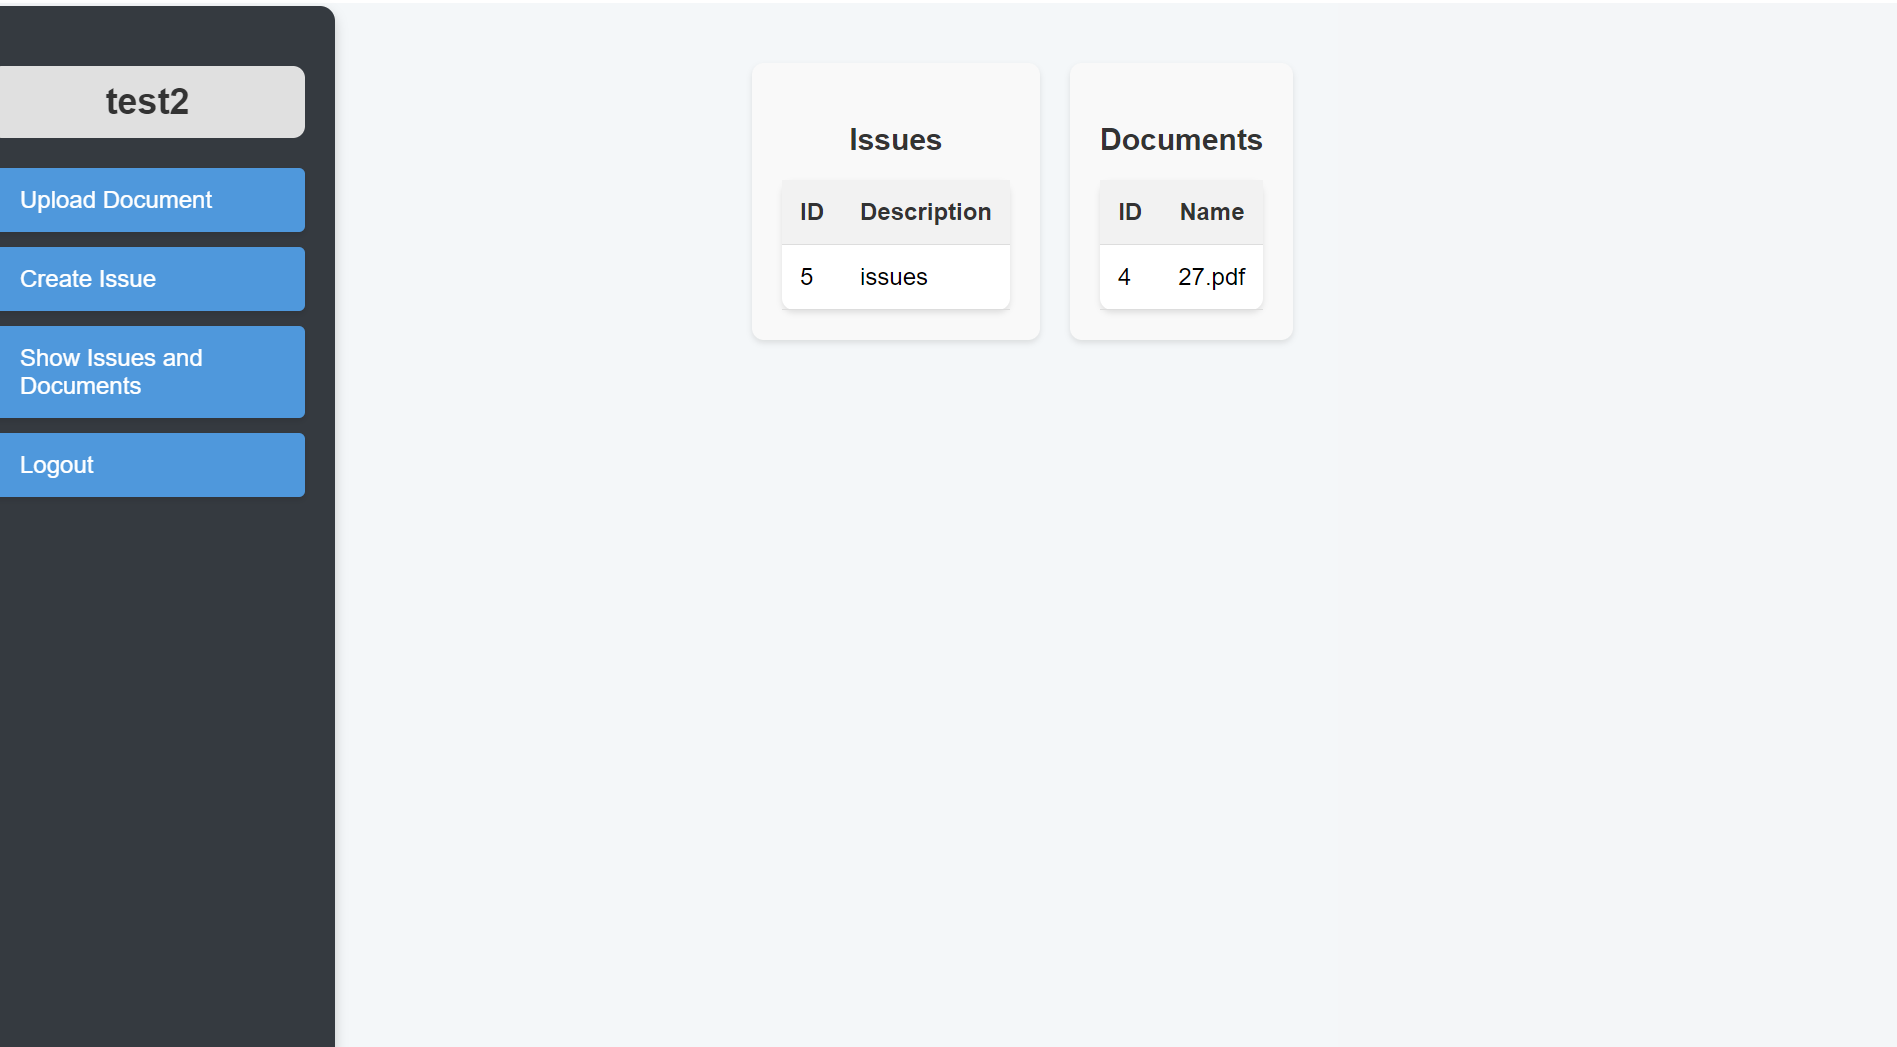 test2
Upload Document
Create Issue
Show Issues and
Documents
Logout
Issues
ID Description
5 issues
Documents
ID Name
4 27.pdf